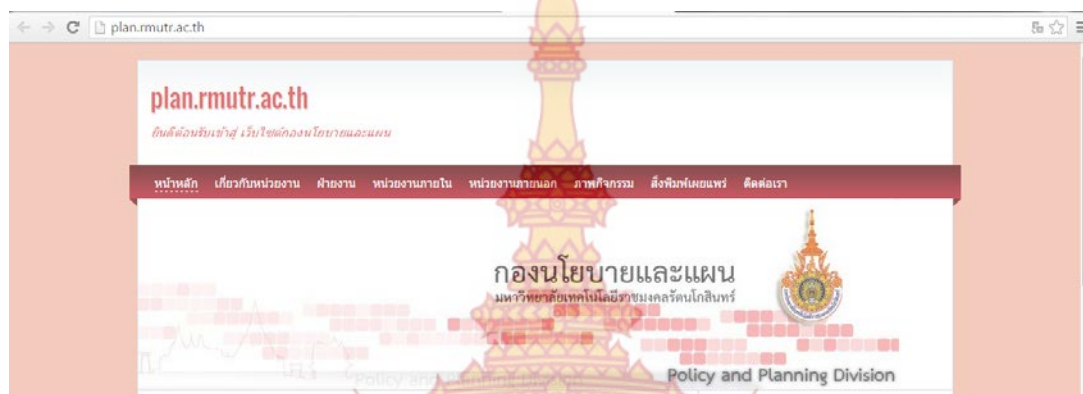 plan.rmutr.ac.th
plan.rmutr.ac.th
ยินดีต้อนรับเข้าสู่ เว็บไซต์กองนโยบายและแผน
หน้าหลัก เกี่ยวกับหน่วยงาน ฝ่ายงาน หน่วยงานภายใน หน่วยงานภายนอก ภาพกิจกรรม สิ่งพิมพ์เผยแพร่ ติดต่อเรา
กองนโยบายและแผน
มหาวิทยาลัยเทคโนโลยีราชมงคลรัตนโกสินทร์
Policy and Planning Division
Policy and Planning Division